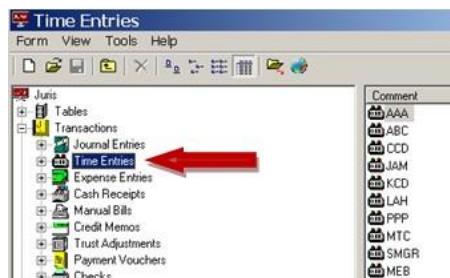 Time Entries
Form View Tools Help
Juris
Tables
Transactions
Journal Entries
Time Entries
Expense Entries
Cash Receipts
Manual Bills
Credit Memos
Trust Adjustments
Payment Vouchers
Checks
Comment
AAA
ABC
CCD
JAM
KCD
LAH
PPP
MTC
SMGR
MEB